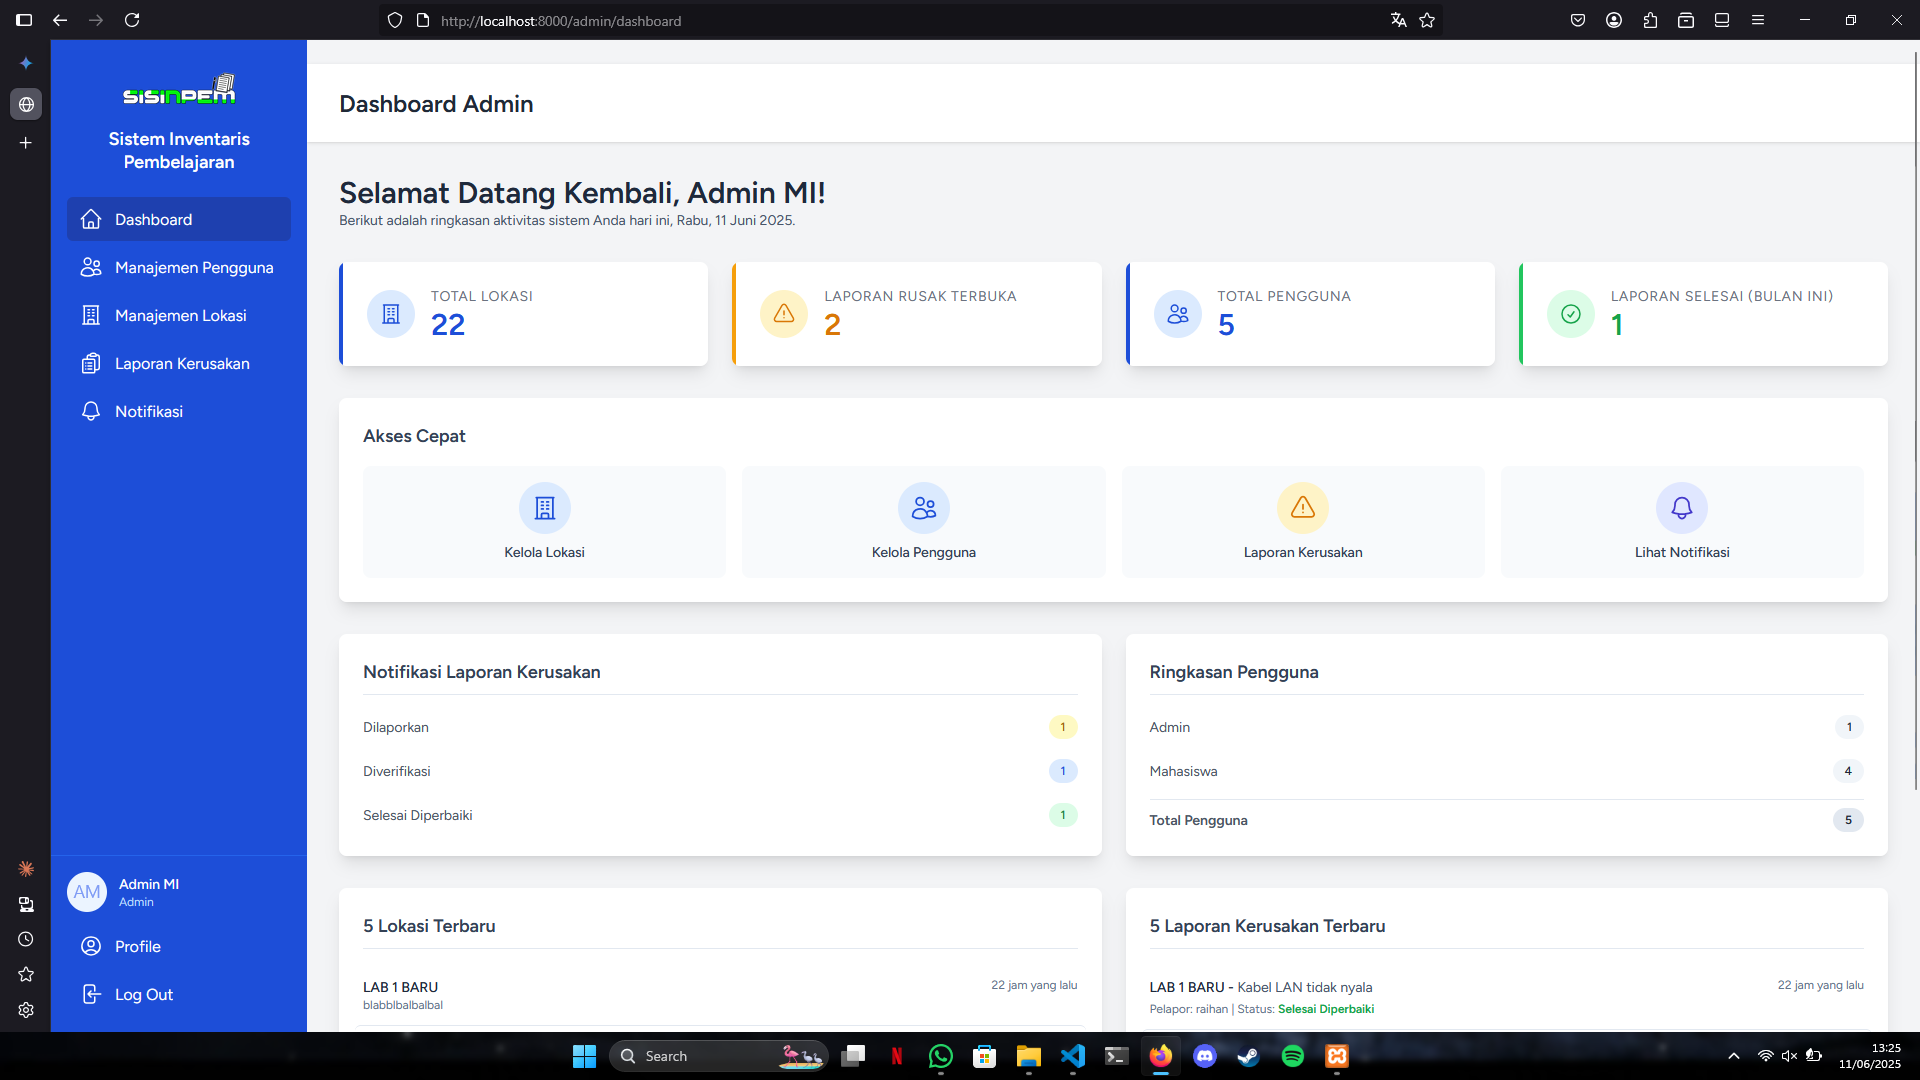 http://localhost:8000/admin/dashboard
SISINPEM
Sistem Inventaris
Pembelajaran
Dashboard
Manajemen Pengguna
Manajemen Lokasi
Laporan Kerusakan
Notifikasi
AM
Admin MI
Admin
Profile
Log Out
Dashboard Admin
Selamat Datang Kembali, Admin MI!
Berikut adalah ringkasan aktivitas sistem Anda hari ini, Rabu, 11 Juni 2025.
TOTAL LOKASI
22
LAPORAN RUSAK TERBUKA
2
TOTAL PENGGUNA
5
LAPORAN SELESAI (BULAN INI)
1
Akses Cepat
Kelola Lokasi
Kelola Pengguna
Laporan Kerusakan
Lihat Notifikasi
Notifikasi Laporan Kerusakan
Dilaporkan 1
Diverifikasi 1
Selesai Diperbaiki 1
Ringkasan Pengguna
Admin 1
Mahasiswa 4
Total Pengguna 5
5 Lokasi Terbaru
LAB 1 BARU 22 jam yang lalu
blabblbalbalbal
5 Laporan Kerusakan Terbaru
LAB 1 BARU - Kabel LAN tidak nyala 22 jam yang lalu
Pelapor: raihan | Status: Selesai Diperbaiki
Search
13:25
11/06/2025